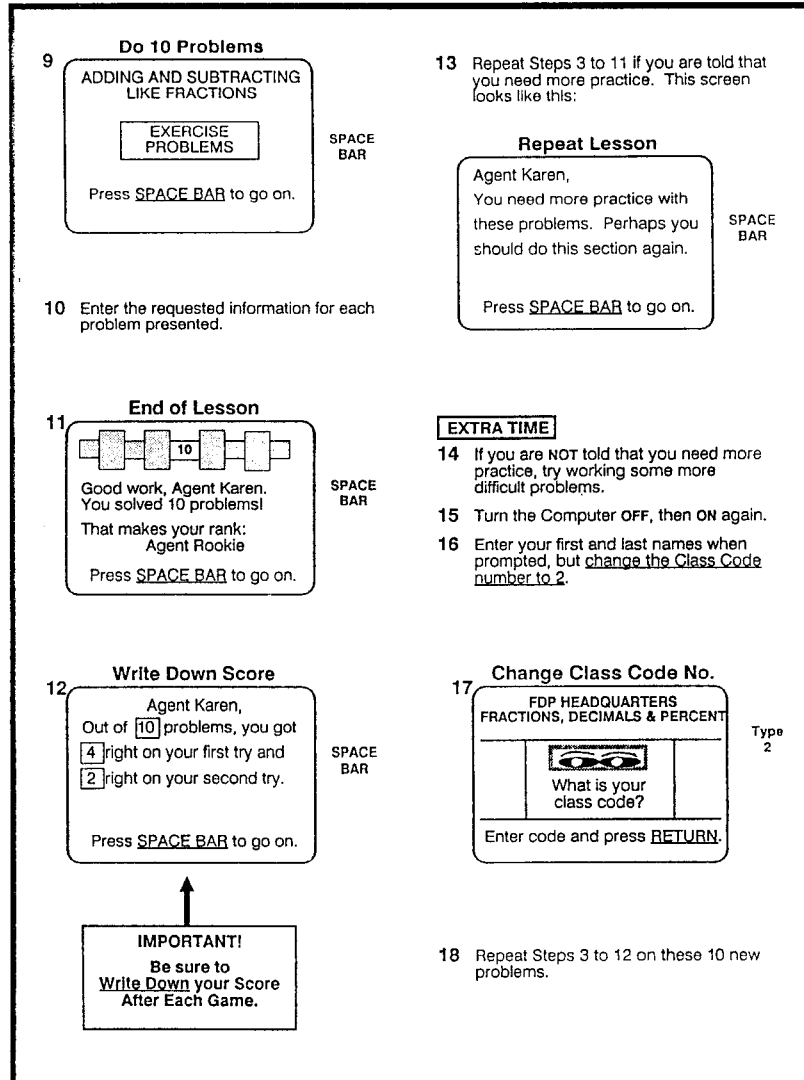 Do 10 Problems
9
ADDING AND SUBTRACTING
LIKE FRACTIONS
EXERCISE
PROBLEMS
Press SPACE BAR to go on.
SPACE
BAR
10 Enter the requested information for each
problem presented.
End of Lesson
11
10
Good work, Agent Karen.
You solved 10 problems!
That makes your rank:
Agent Rookie
Press SPACE BAR to go on.
SPACE
BAR
Write Down Score
12
Agent Karen,
Out of 10 problems, you got
4 right on your first try and
2 right on your second try.
Press SPACE BAR to go on.
SPACE
BAR
IMPORTANT!
Be sure to
Write Down your Score
After Each Game.
13 Repeat Steps 3 to 11 if you are told that
you need more practice. This screen
looks like this:
Repeat Lesson
Agent Karen,
You need more practice with
these problems. Perhaps you
should do this section again.
Press SPACE BAR to go on.
SPACE
BAR
EXTRA TIME
14 If you are NOT told that you need more
practice, try working some more
difficult problems.
15 Turn the Computer OFF, then ON again.
16 Enter your first and last names when
prompted, but change the Class Code
number to 2.
Change Class Code No.
17
FDP HEADQUARTERS
FRACTIONS, DECIMALS & PERCENT
What is your
class code?
Enter code and press RETURN.
Type
2
18 Repeat Steps 3 to 12 on these 10 new
problems.